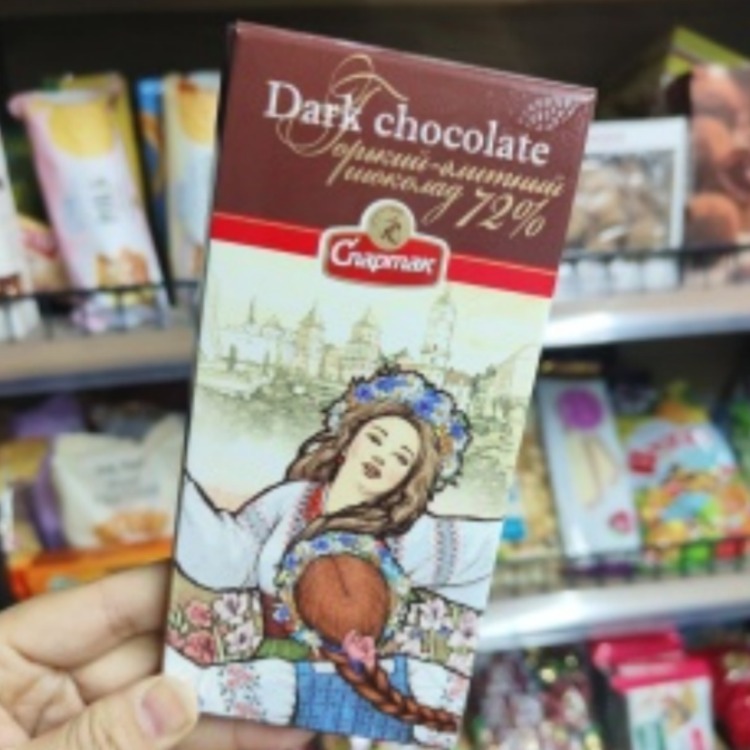 Dark chocolate
Горький-элитный
шоколад 72%
Спартак